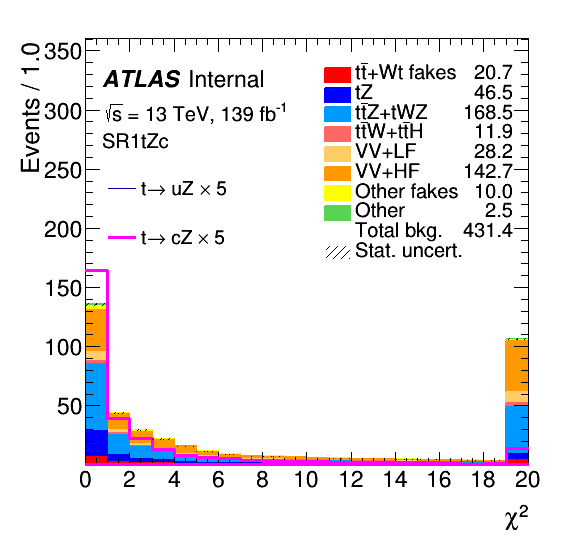 ATLAS Internal
√s = 13 TeV, 139 fb⁻¹
SR1tZc
t→ uZ × 5
t→ cZ × 5
tt̄+Wt fakes 20.7
tZ 46.5
tt̄Z+tWZ 168.5
tt̄W+tt̄H 11.9
VV+LF 28.2
VV+HF 142.7
Other fakes 10.0
Other 2.5
Total bkg. 431.4
Stat. uncert.
Events / 1.0
350
300
250
200
150
100
50
0 2 4 6 8 10 12 14 16 18 20
χ²